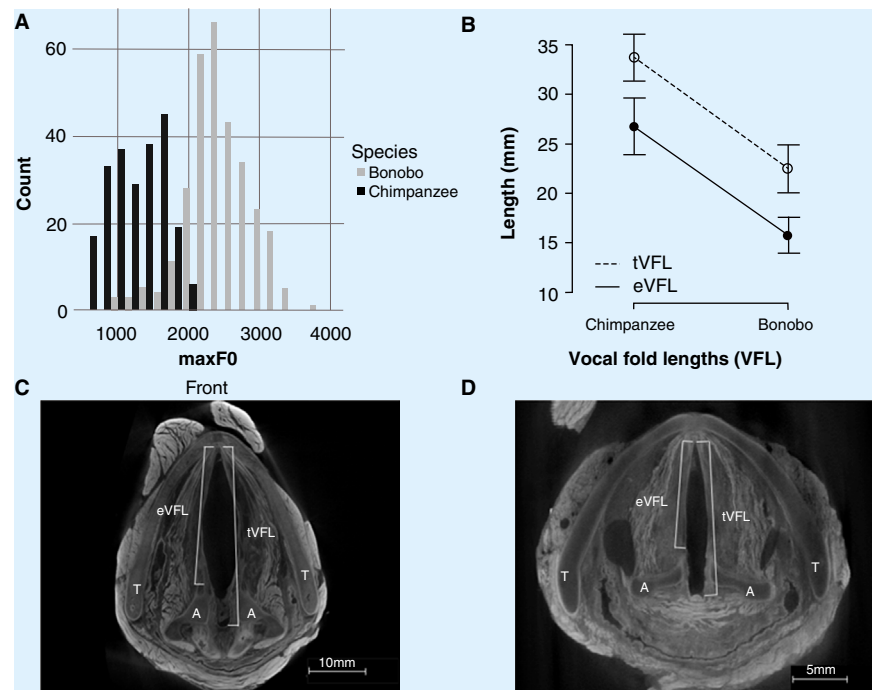 A
60
40
20
0
Count
1000 2000 3000 4000
maxF0
Species
Bonobo
Chimpanzee
B
35
30
25
20
15
10
Length (mm)
tVFL
eVFL
Chimpanzee Bonobo
Vocal fold lengths (VFL)
C
Front
eVFL
tVFL
T
T
A
A
10mm
D
eVFL
tVFL
T
T
A
A
5mm